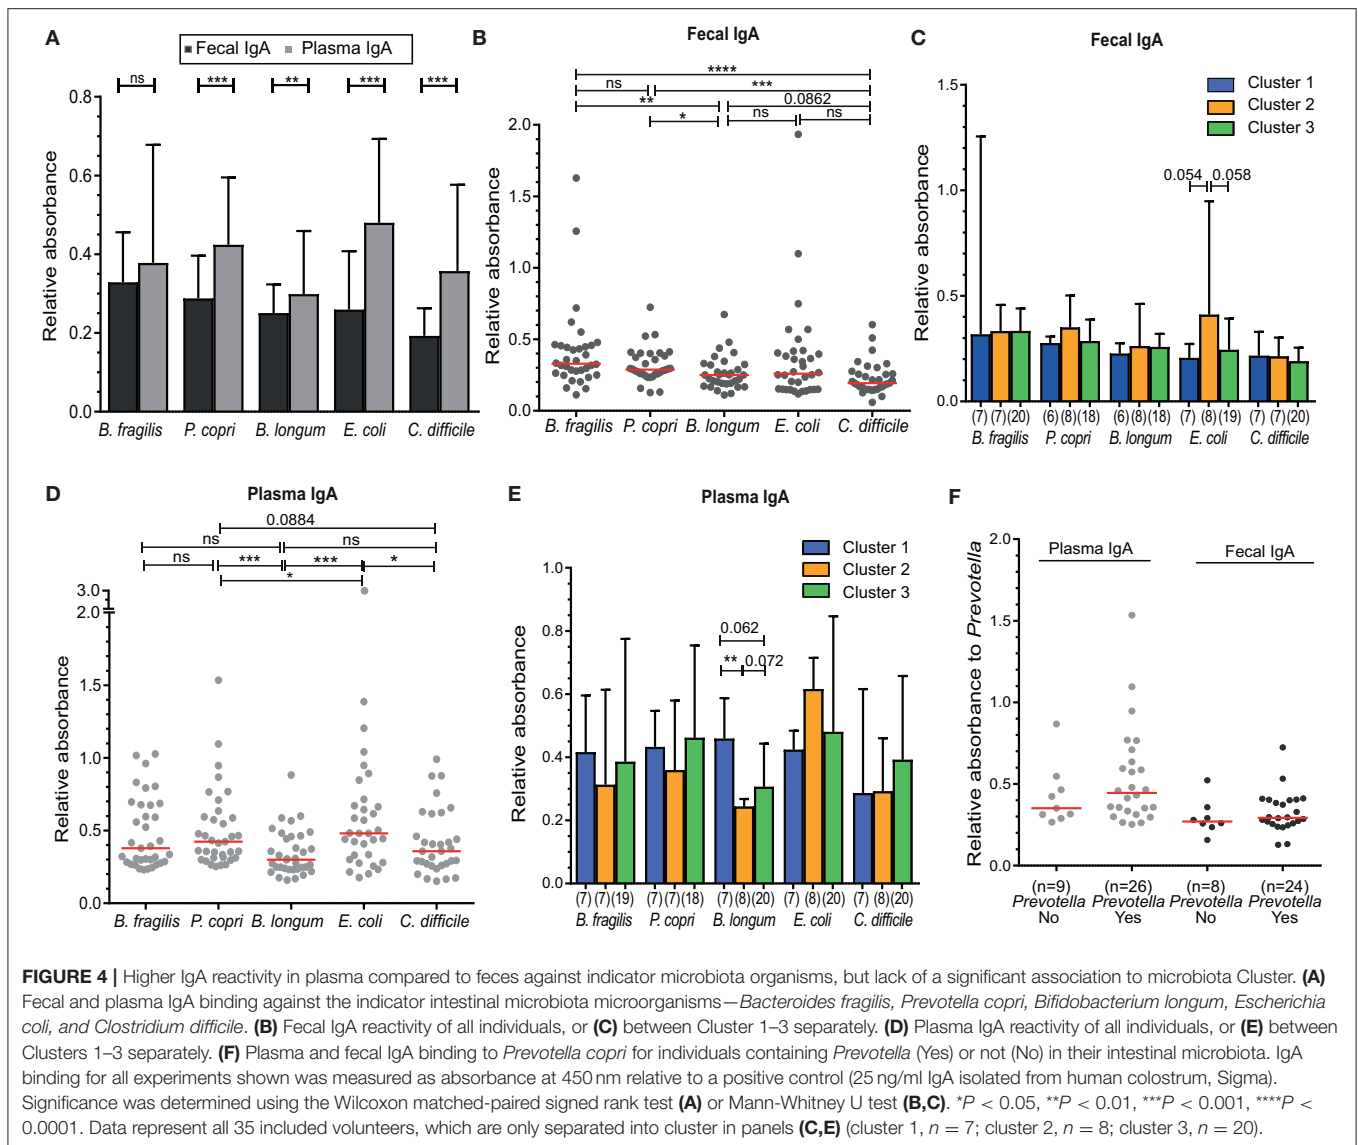 A
Fecal IgA Plasma IgA
ns *** ** *** ***
Relative absorbance
0.8
0.6
0.4
0.2
0.0
B. fragilis P. copri B. longum E. coli C. difficile
B
Fecal IgA
****
ns ***
** 0.0862
* ns ns
Relative absorbance
2.0
1.5
1.0
0.5
0.0
B. fragilis P. copri B. longum E. coli C. difficile
C
Fecal IgA
Cluster 1
Cluster 2
Cluster 3
0.054 0.058
Relative absorbance
1.5
1.0
0.5
0.0
(7) (7)(20) (6) (8)(18) (6) (8)(18) (7) (8) (19) (7) (7) (20)
B. fragilis P. copri B. longum E. coli C. difficile
D
Plasma IgA
0.0884
ns ns
ns *** *** *
*
Relative absorbance
3.0
2.0
1.5
1.0
0.5
0.0
B. fragilis P. copri B. longum E. coli C. difficile
E
Plasma IgA
Cluster 1
Cluster 2
Cluster 3
0.062
** 0.072
Relative absorbance
1.0
0.8
0.6
0.4
0.2
0.0
(7) (7)(19) (7) (7)(18) (7) (8) (20) (7) (8) (20) (7) (8) (20)
B. fragilis P. copri B. longum E. coli C. difficile
F
Plasma IgA Fecal IgA
Relative absorbance to Prevotella
2.0
1.5
1.0
0.5
0.0
(n=9) (n=26) (n=8) (n=24)
Prevotella Prevotella Prevotella Prevotella
No Yes No Yes
FIGURE 4 | Higher IgA reactivity in plasma compared to feces against indicator microbiota organisms, but lack of a significant association to microbiota Cluster. (A)
Fecal and plasma IgA binding against the indicator intestinal microbiota microorganisms—Bacteroides fragilis, Prevotella copri, Bifidobacterium longum, Escherichia
coli, and Clostridium difficile. (B) Fecal IgA reactivity of all individuals, or (C) between Cluster 1–3 separately. (D) Plasma IgA reactivity of all individuals, or (E) between
Clusters 1–3 separately. (F) Plasma and fecal IgA binding to Prevotella copri for individuals containing Prevotella (Yes) or not (No) in their intestinal microbiota. IgA
binding for all experiments shown was measured as absorbance at 450 nm relative to a positive control (25 ng/ml IgA isolated from human colostrum, Sigma).
Significance was determined using the Wilcoxon matched-paired signed rank test (A) or Mann-Whitney U test (B,C). *P < 0.05, **P < 0.01, ***P < 0.001, ****P <
0.0001. Data represent all 35 included volunteers, which are only separated into cluster in panels (C,E) (cluster 1, n = 7; cluster 2, n = 8; cluster 3, n = 20).